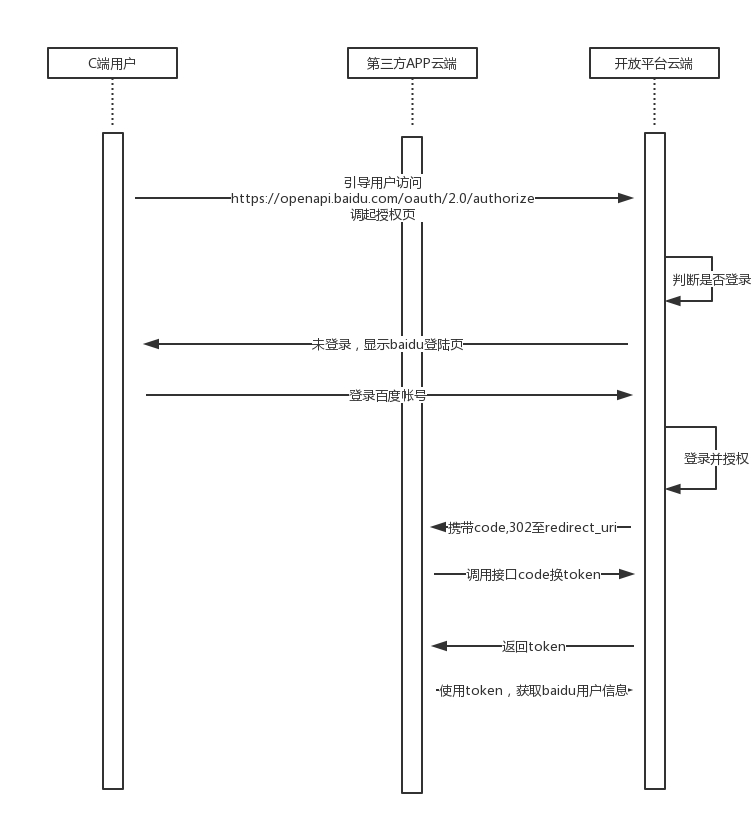 C端用户
第三方APP云端
开放平台云端
引导用户访问
https://openapi.baidu.com/oauth/2.0/authorize
调起授权页
判断是否登录
未登录，显示baidu登陆页
登录百度帐号
登录并授权
携带code,302至redirect_uri
调用接口code换token
返回token
使用token，获取baidu用户信息